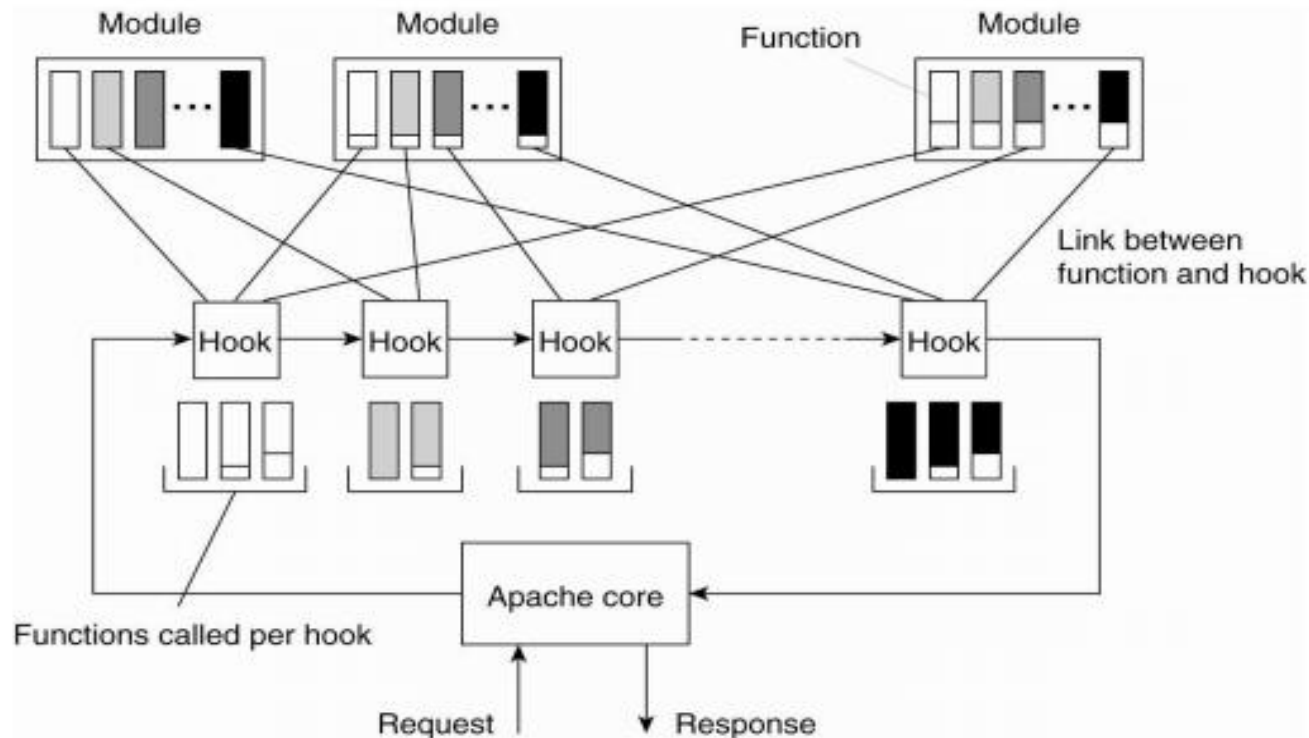 Module
Module
Function
Module
Link between
function and hook
Hook
Hook
Hook
Hook
Apache core
Functions called per hook
Request
Response